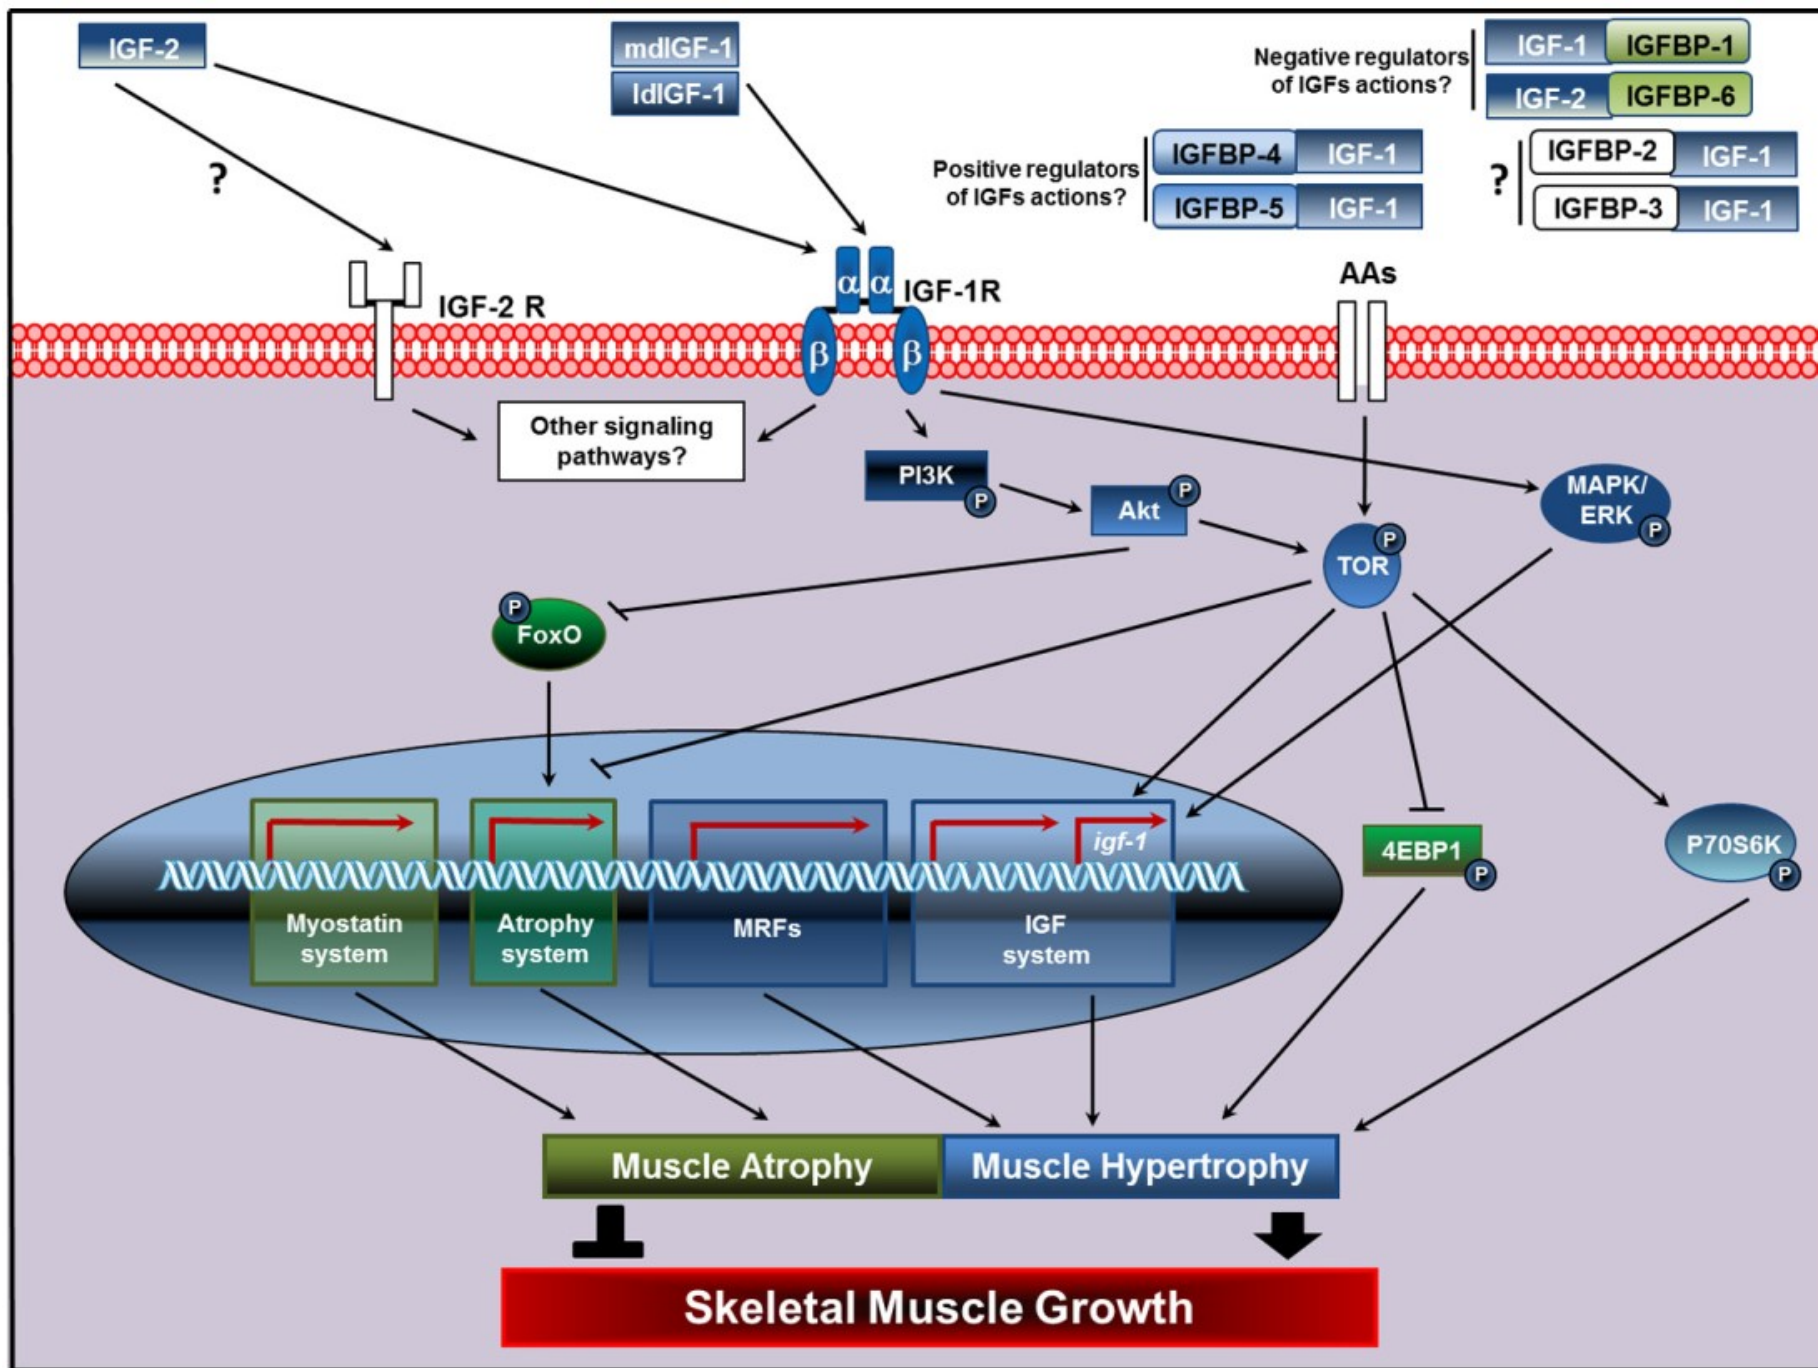 IGF-2
mdIGF-1
ldIGF-1
Negative regulators
of IGFs actions?
IGF-1 IGFBP-1
IGF-2 IGFBP-6
Positive regulators
of IGFs actions?
IGFBP-4 IGF-1
IGFBP-5 IGF-1
?
IGFBP-2 IGF-1
IGFBP-3 IGF-1
?
IGF-2 R
α α
IGF-1R
β β
AAs
Other signaling
pathways?
PI3K
P
Akt
P
TOR
P
MAPK/
ERK
P
P
FoxO
igf-1
Myostatin
system
Atrophy
system
MRFs
IGF
system
4EBP1
P
P70S6K
P
Muscle Atrophy
Muscle Hypertrophy
Skeletal Muscle Growth